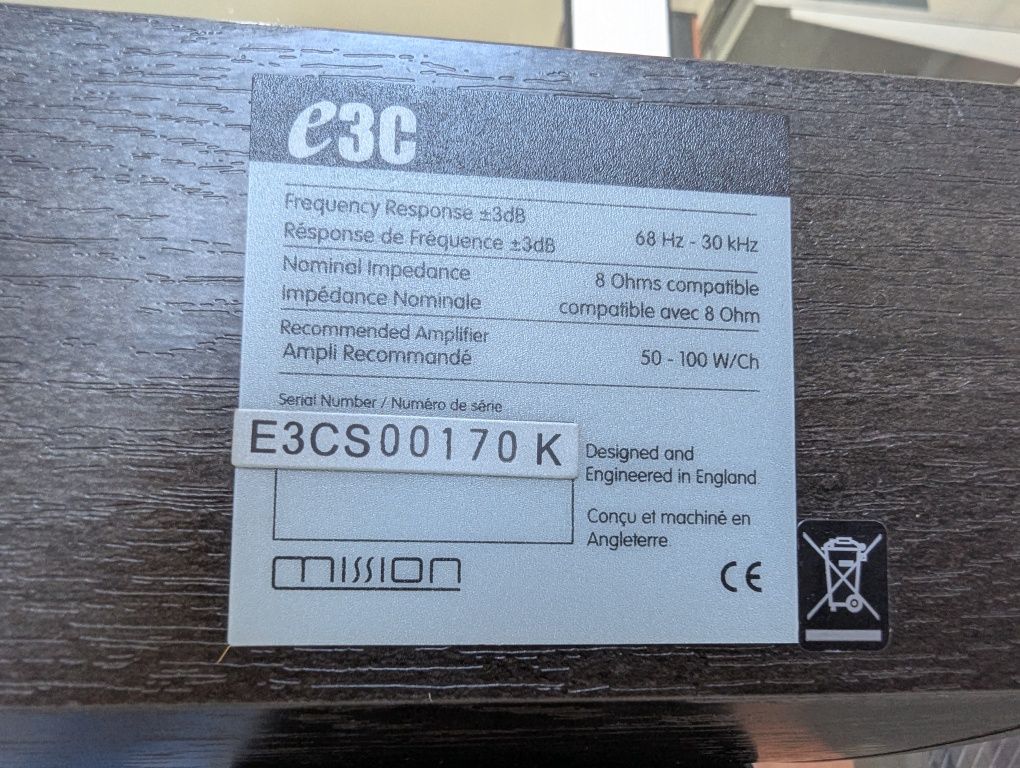 e3C
Frequency Response ±3dB
Résponse de Fréquence ±3dB
68 Hz - 30 kHz
Nominal Impedance
8 Ohms compatible
Impédance Nominale
compatible avec 8 Ohm
Recommended Amplifier
Ampli Recommandé
50 - 100 W/Ch
Serial Number / Numéro de série
E3CS00170 K
Designed and
Engineered in England.
Conçu et machiné en
Angleterre.
mission
CE